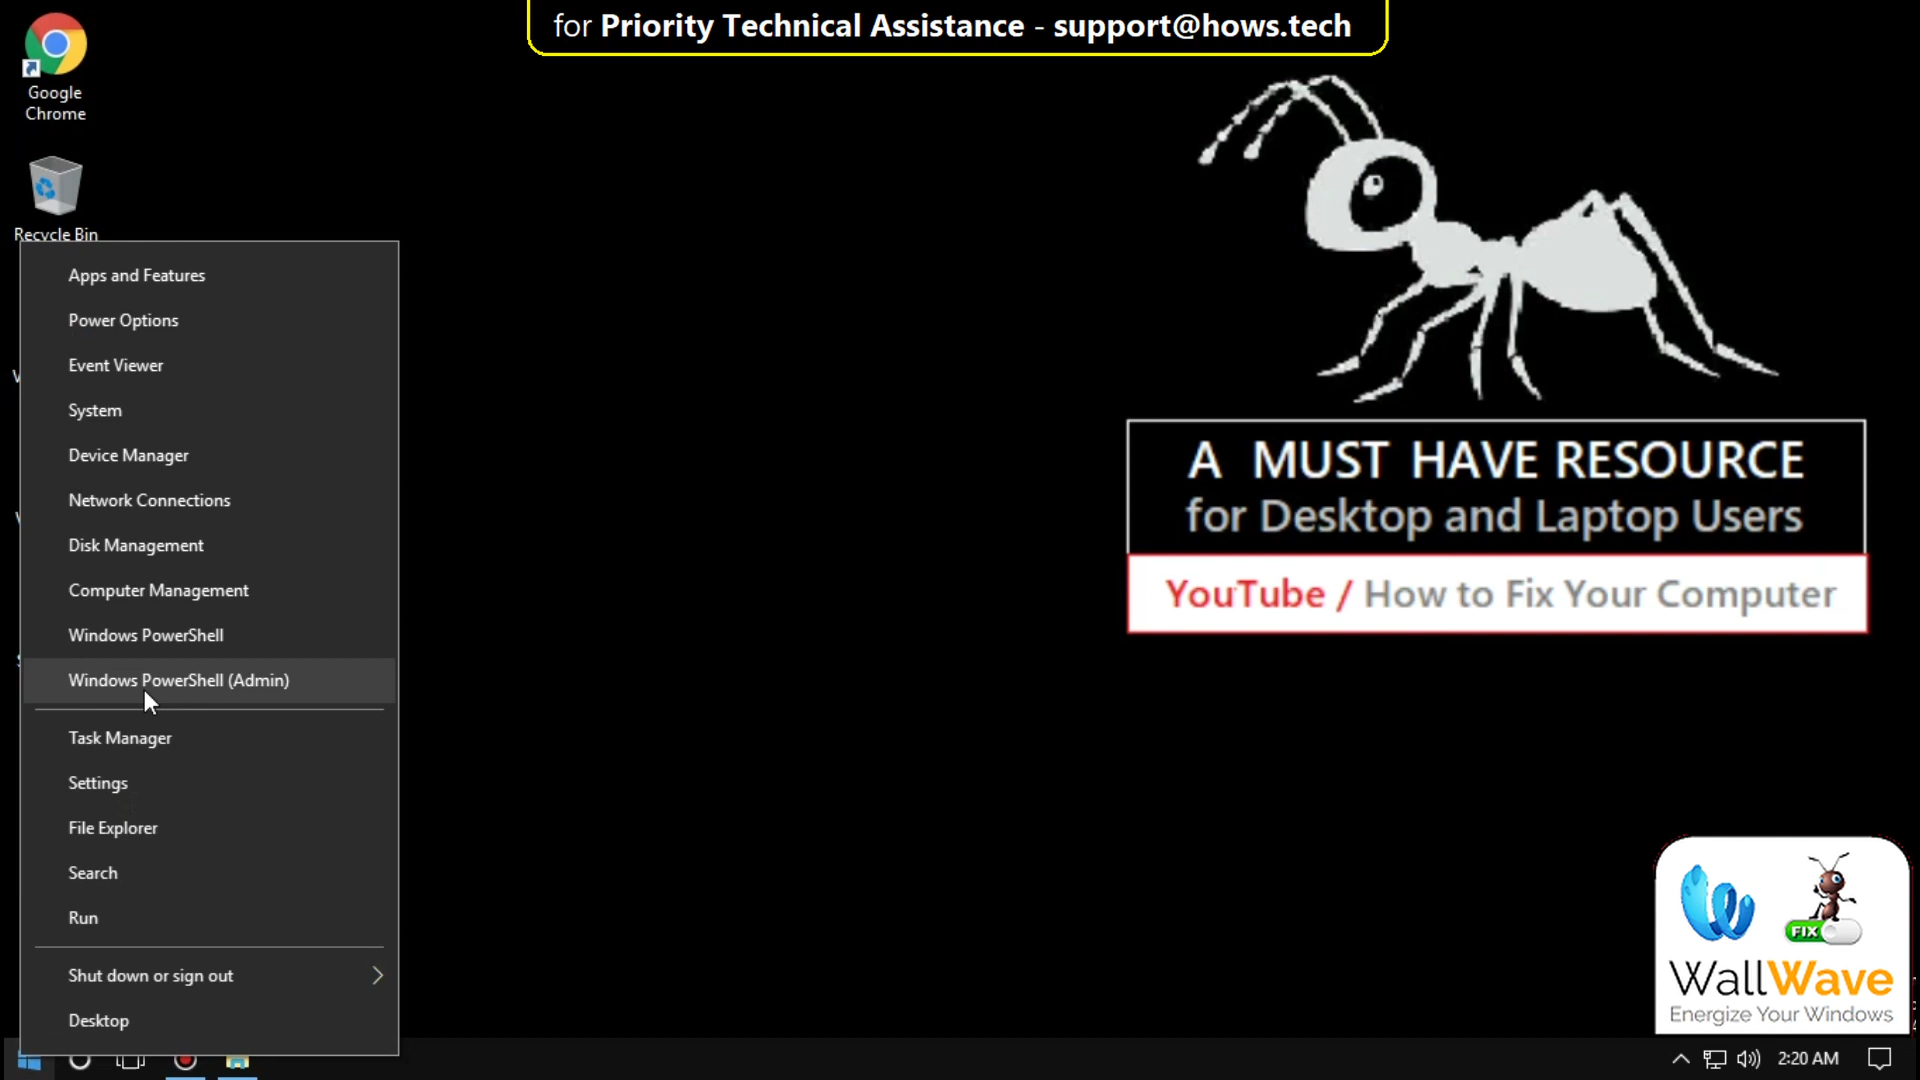 for Priority Technical Assistance - support@hows.tech
Google
Chrome
Recycle Bin
Apps and Features
Power Options
Event Viewer
System
Device Manager
Network Connections
Disk Management
Computer Management
Windows PowerShell
Windows PowerShell (Admin)
Task Manager
Settings
File Explorer
Search
Run
Shut down or sign out
Desktop
A MUST HAVE RESOURCE
for Desktop and Laptop Users
YouTube / How to Fix Your Computer
FIX
WallWave
Energize Your Windows
2:20 AM